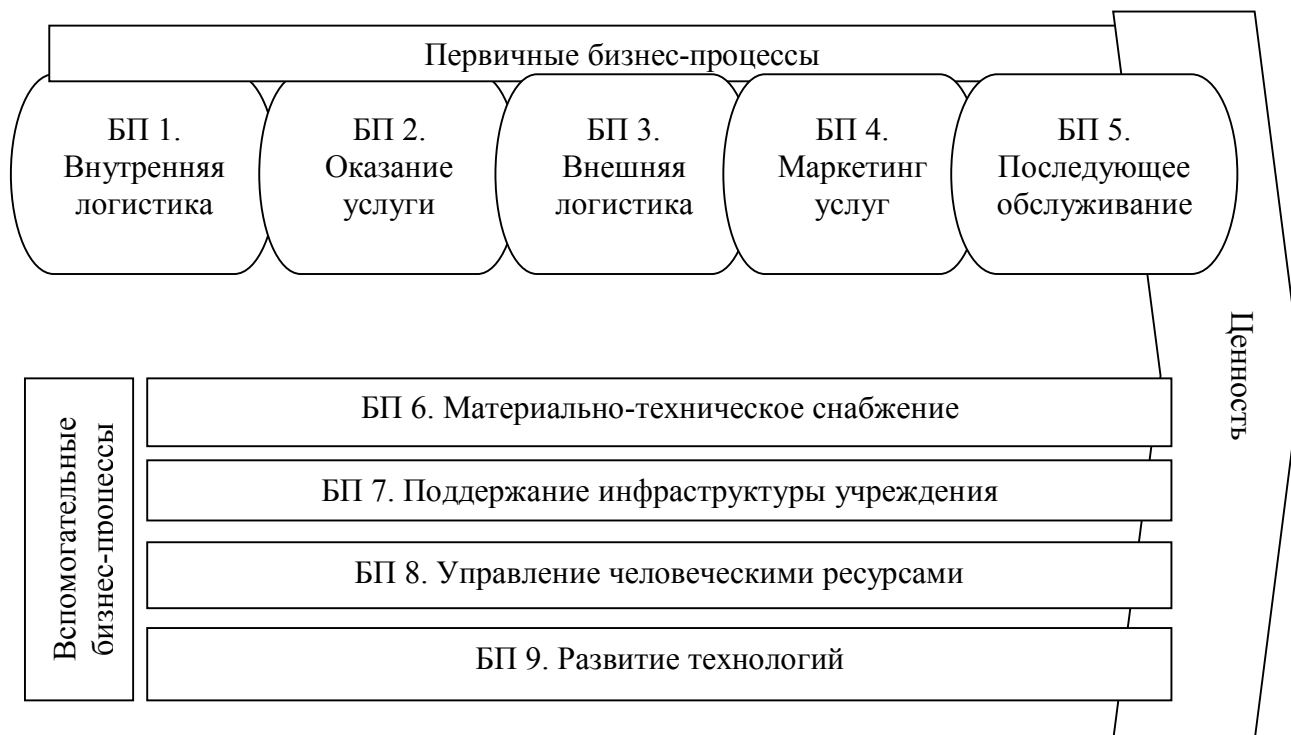 Первичные бизнес-процессы
БП 1.
Внутренняя
логистика
БП 2.
Оказание
услуги
БП 3.
Внешняя
логистика
БП 4.
Маркетинг
услуг
БП 5.
Последующее
обслуживание
Ценность
Вспомогательные
бизнес-процессы
БП 6. Материально-техническое снабжение
БП 7. Поддержание инфраструктуры учреждения
БП 8. Управление человеческими ресурсами
БП 9. Развитие технологий